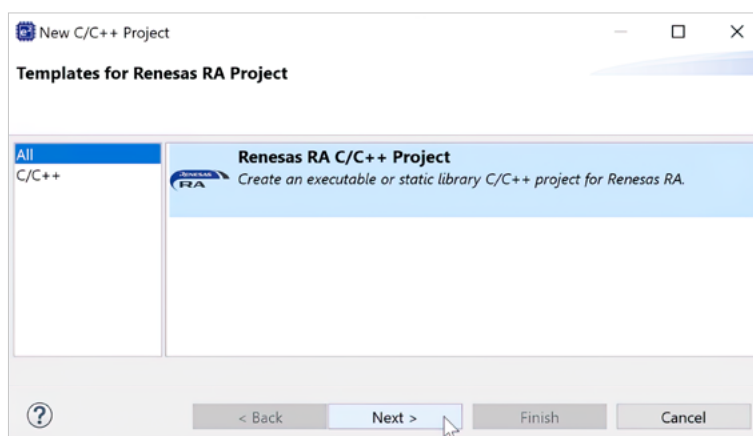 New C/C++ Project
Templates for Renesas RA Project
All
C/C++
Renesas RA C/C++ Project
RENESAS
RA
Create an executable or static library C/C++ project for Renesas RA.
?
< Back
Next >
Finish
Cancel